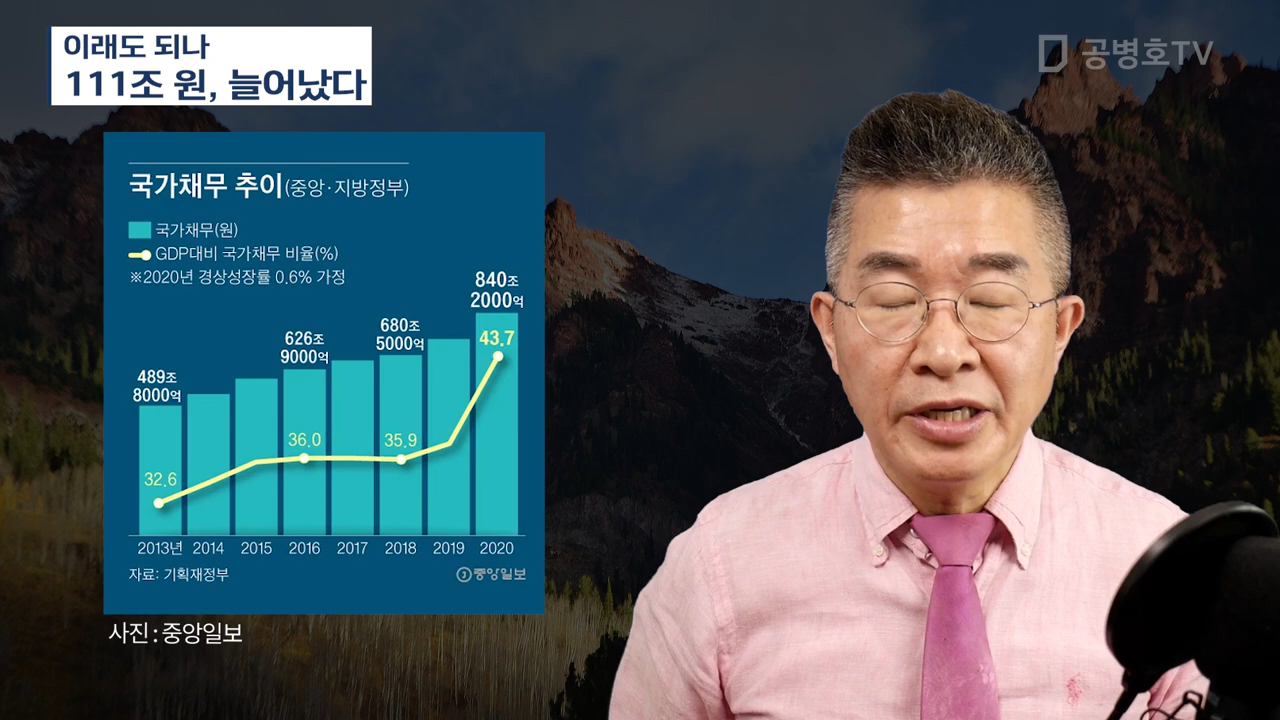 이래도 되나
111조 원, 늘어났다
공병호TV
국가채무 추이(중앙·지방정부)
국가채무(원)
GDP대비 국가채무 비율(%)
※2020년 경상성장률 0.6% 가정
840조
2000억
43.7
680조
5000억
626조
9000억
489조
8000억
32.6
36.0
35.9
2013년 2014 2015 2016 2017 2018 2019 2020
자료: 기획재정부
중앙일보
사진:중앙일보